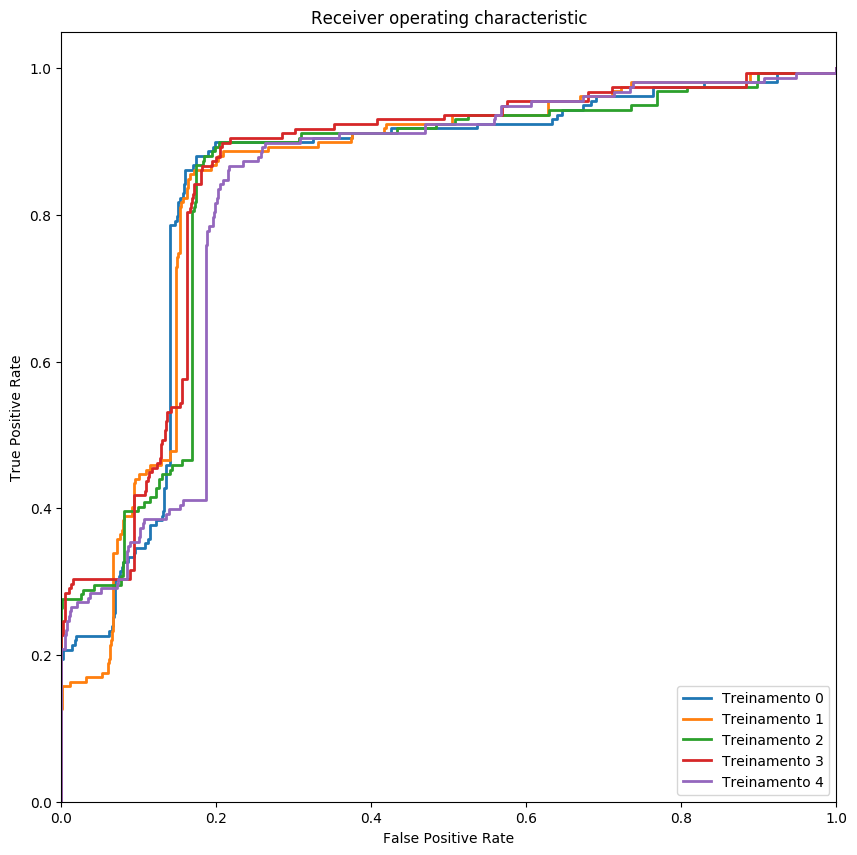 Receiver operating characteristic
1.0
0.8
0.6
0.4
0.2
0.0
True Positive Rate
0.0 0.2 0.4 0.6 0.8 1.0
False Positive Rate
Treinamento 0
Treinamento 1
Treinamento 2
Treinamento 3
Treinamento 4